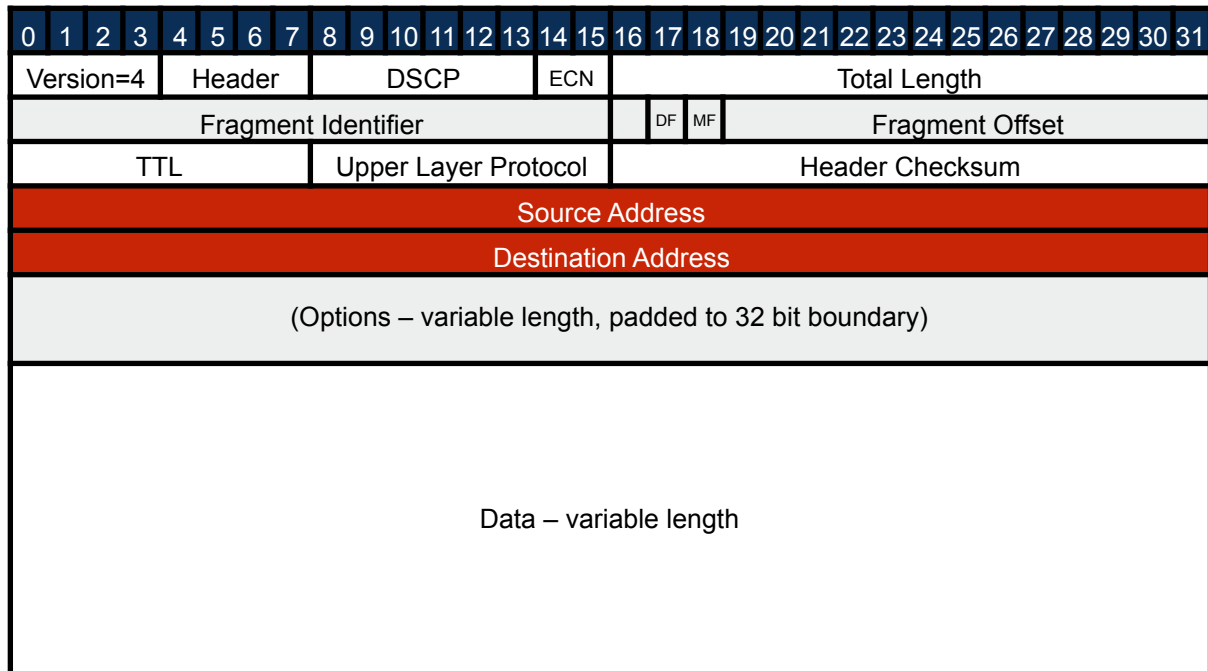 0 1 2 3 4 5 6 7 8 9 10 11 12 13 14 15 16 17 18 19 20 21 22 23 24 25 26 27 28 29 30 31
Version=4 Header DSCP ECN Total Length
Fragment Identifier DF MF Fragment Offset
TTL Upper Layer Protocol Header Checksum
Source Address
Destination Address
(Options – variable length, padded to 32 bit boundary)
Data – variable length